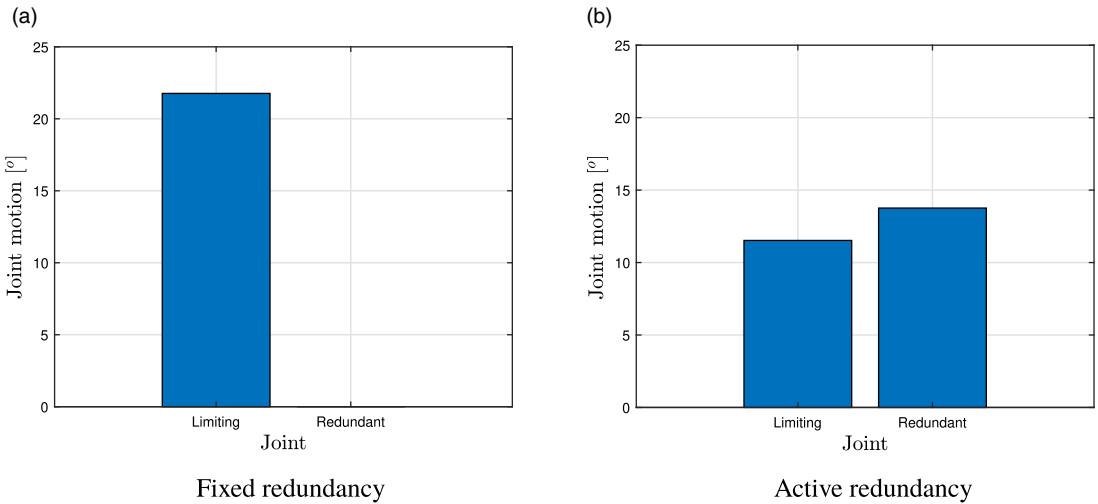 (a)
25
20
15
10
5
0
Joint motion [o]
Limiting Redundant
Joint
Fixed redundancy
(b)
25
20
15
10
5
0
Joint motion [o]
Limiting Redundant
Joint
Active redundancy